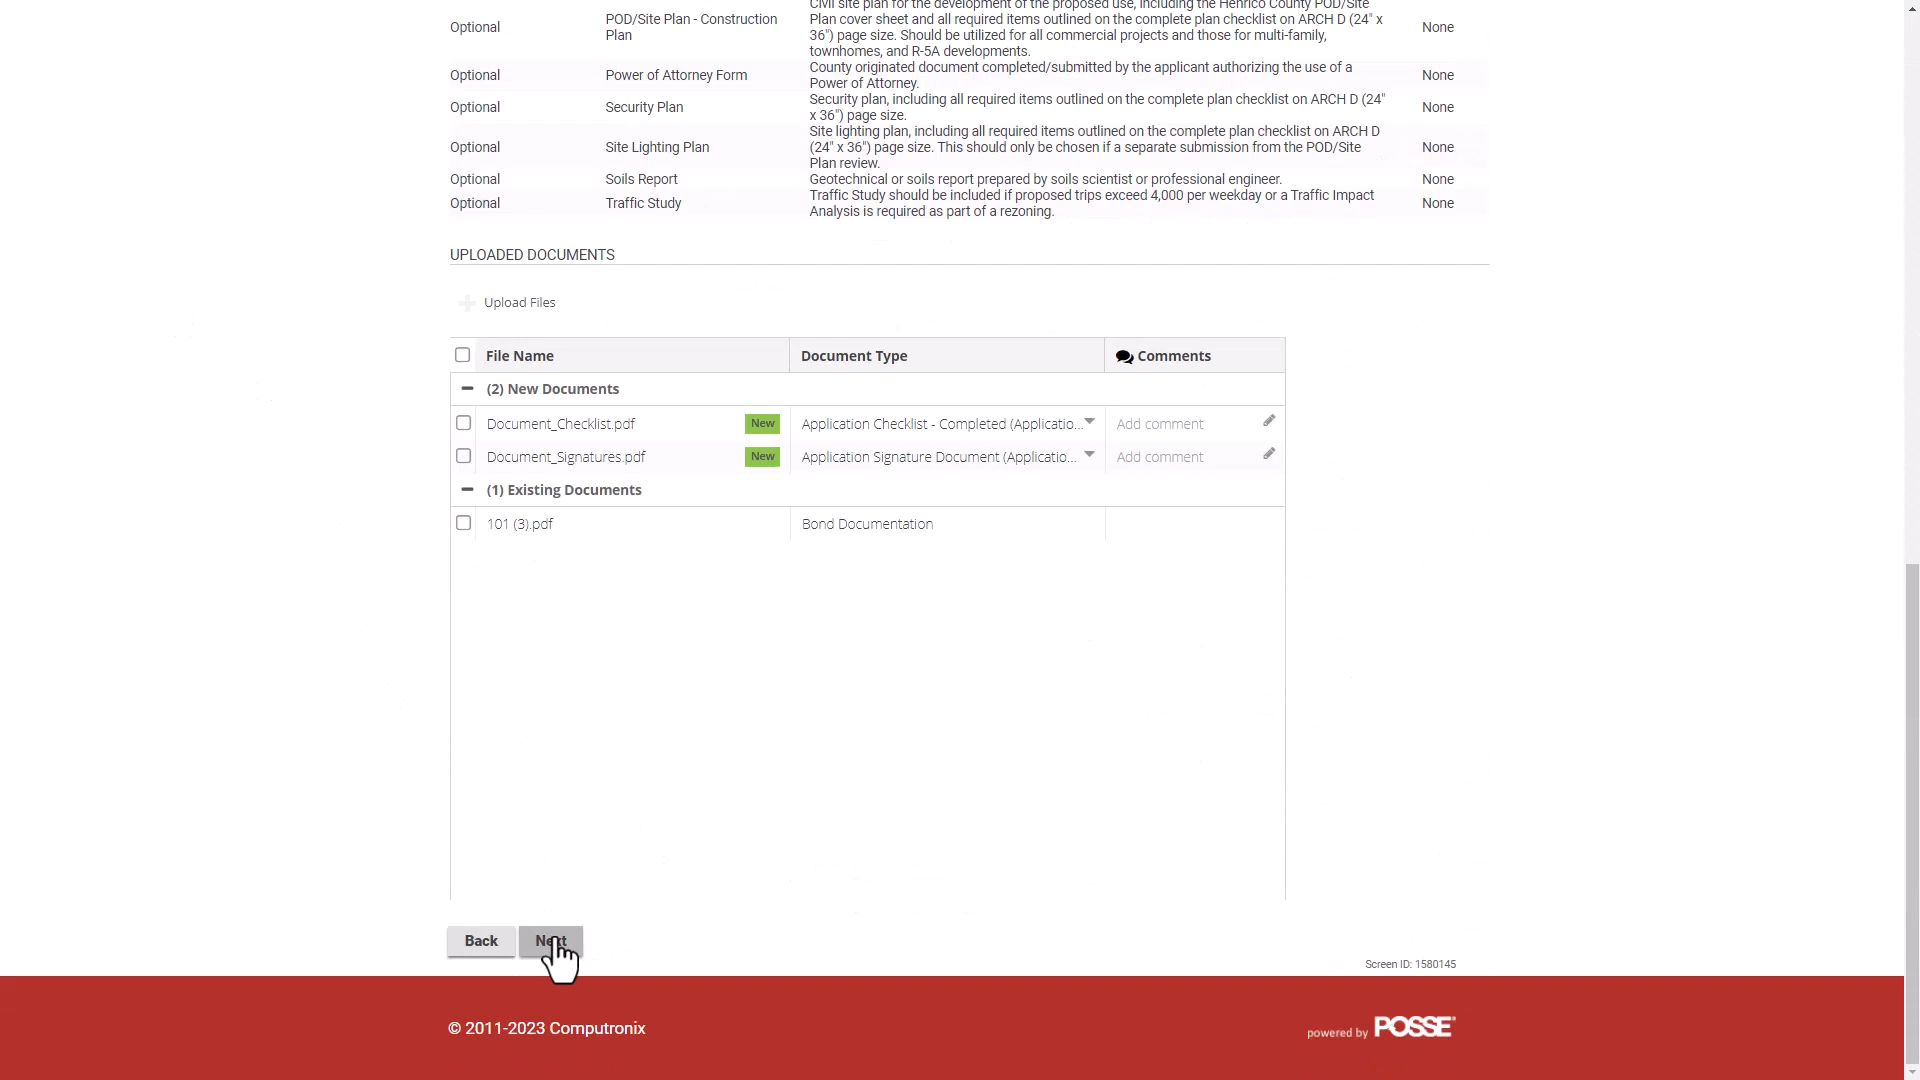 Civil site plan for the development of the proposed use, including the Henrico County POD/Site
Optional
POD/Site Plan - Construction
Plan
Plan cover sheet and all required items outlined on the complete plan checklist on ARCH D (24" x
36") page size. Should be utilized for all commercial projects and those for multi-family,
townhomes, and R-5A developments.
None
Optional
Power of Attorney Form
County originated document completed/submitted by the applicant authorizing the use of a
Power of Attorney.
None
Optional
Security Plan
Security plan, including all required items outlined on the complete plan checklist on ARCH D (24"
x 36") page size.
None
Optional
Site Lighting Plan
Site lighting plan, including all required items outlined on the complete plan checklist on ARCH D
(24" x 36") page size. This should only be chosen if a separate submission from the POD/Site
Plan review.
None
Optional
Soils Report
Geotechnical or soils report prepared by soils scientist or professional engineer.
None
Optional
Traffic Study
Traffic Study should be included if proposed trips exceed 4,000 per weekday or a Traffic Impact
Analysis is required as part of a rezoning.
None
UPLOADED DOCUMENTS
Upload Files
File Name
Document Type
Comments
(2) New Documents
Document_Checklist.pdf
New
Application Checklist - Completed (Applicatio...
Add comment
Document_Signatures.pdf
New
Application Signature Document (Applicatio...
Add comment
(1) Existing Documents
101 (3).pdf
Bond Documentation
Back
Next
Screen ID: 1580145
© 2011-2023 Computronix
powered by POSSE